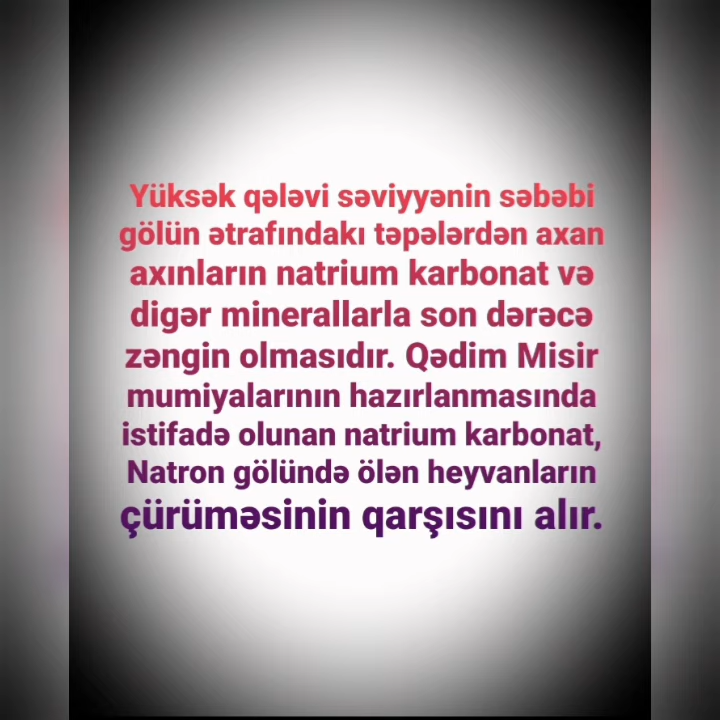 Yüksək qələvi səviyyənin səbəbi
gölün ətrafındakı təpələrdən axan
axınların natrium karbonat və
digər minerallarla son dərəcə
zəngin olmasıdır. Qədim Misir
mumiyalarının hazırlanmasında
istifadə olunan natrium karbonat,
Natron gölündə ölən heyvanların
çürüməsinin qarşısını alır.